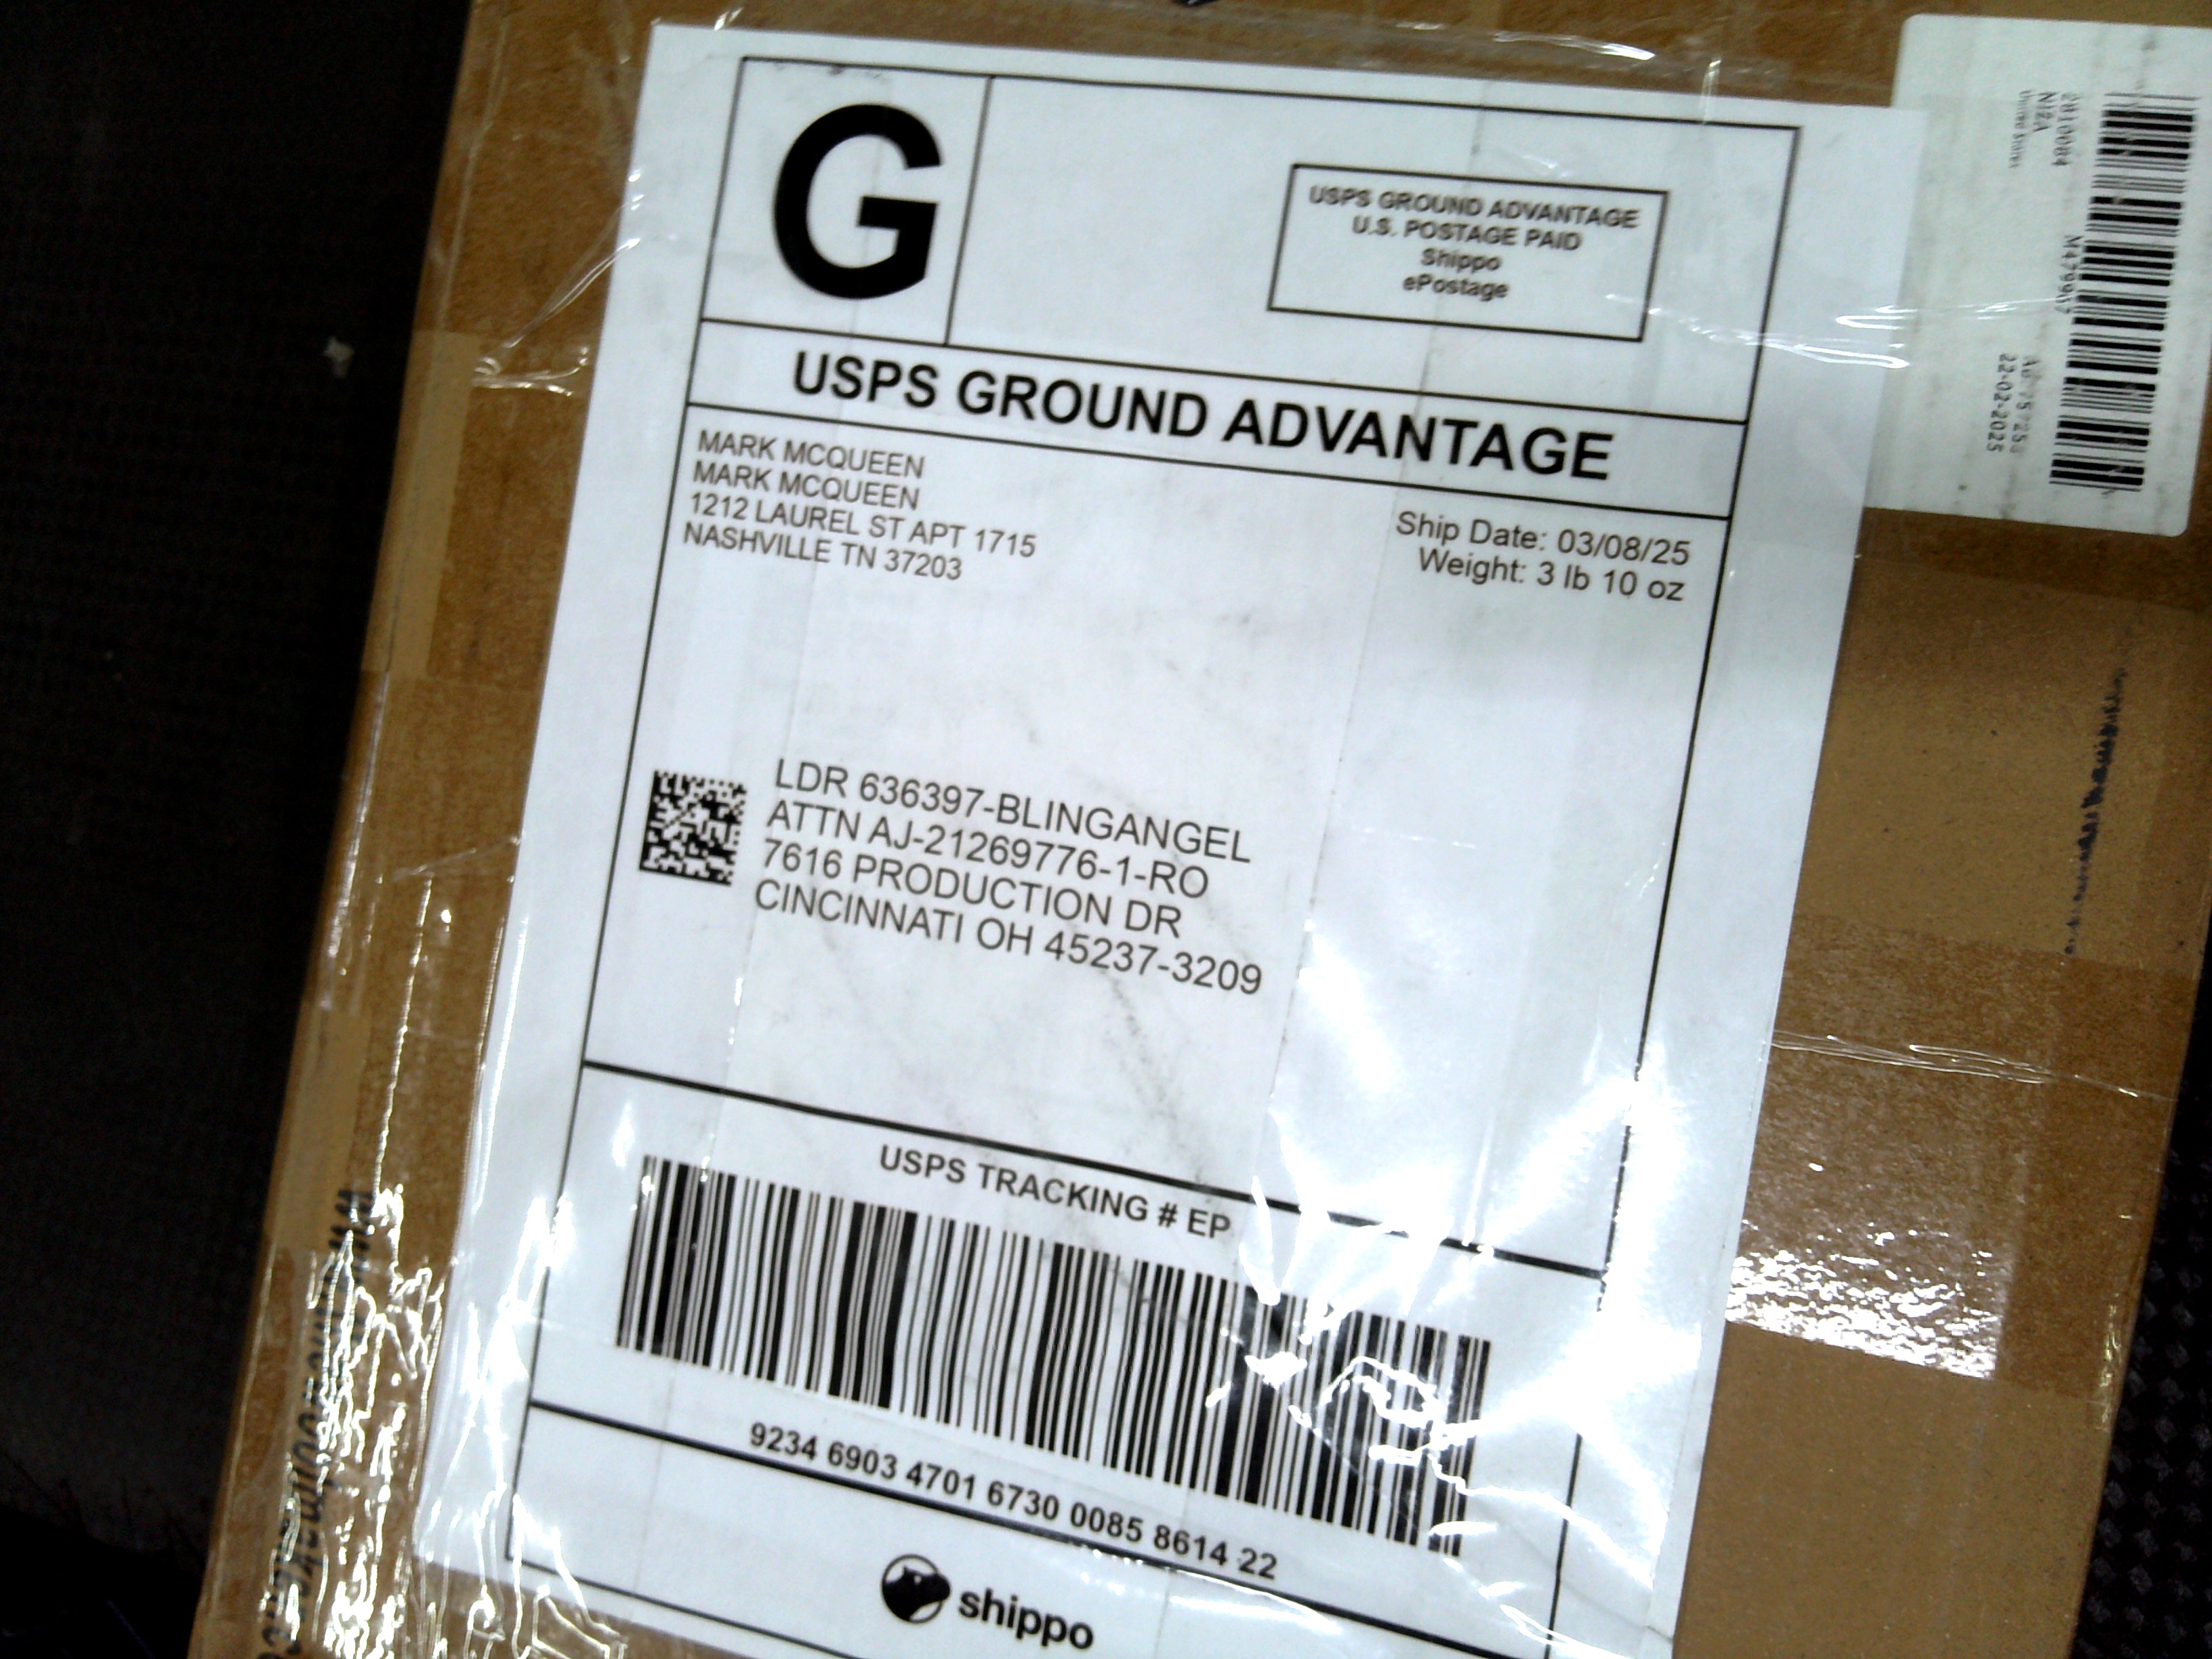 G
USPS GROUND ADVANTAGE
U.S. POSTAGE PAID
Shippo
ePostage
USPS GROUND ADVANTAGE
MARK MCQUEEN
MARK MCQUEEN
1212 LAUREL ST APT 1715
NASHVILLE TN 37203
Ship Date: 03/08/25
Weight: 3 lb 10 oz
LDR 636397-BLINGANGEL
ATTN AJ-21269776-1-RO
7616 PRODUCTION DR
CINCINNATI OH 45237-3209
USPS TRACKING # EP
9234 6903 4701 6730 0085 8614 22
shippo
NZA
22-02-2025